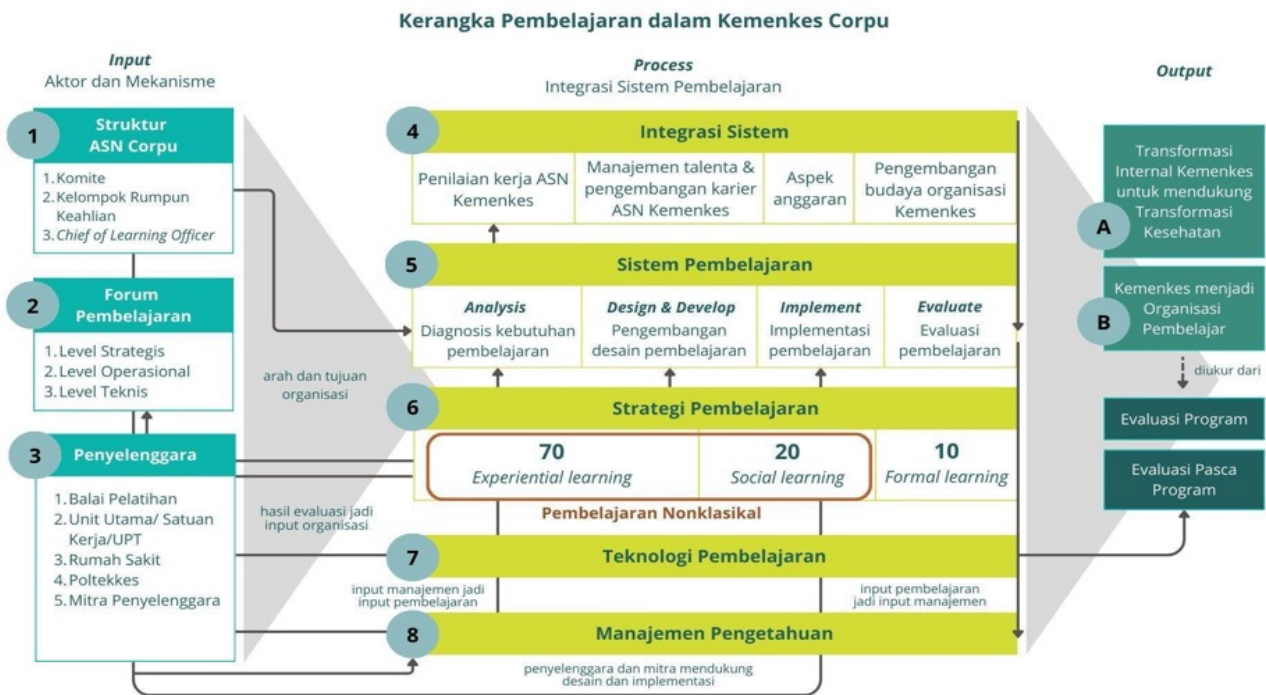 Kerangka Pembelajaran dalam Kemenkes Corpu
Input
Aktor dan Mekanisme
Process
Integrasi Sistem Pembelajaran
Output
1
Struktur
ASN Corpu
1. Komite
2. Kelompok Rumpun
Keahlian
3. Chief of Learning Officer
2
Forum
Pembelajaran
1. Level Strategis
2. Level Operasional
3. Level Teknis
3
Penyelenggara
1. Balai Pelatihan
2. Unit Utama/ Satuan
Kerja/UPT
3. Rumah Sakit
4. Poltekkes
5. Mitra Penyelenggara
arah dan tujuan
organisasi
hasil evaluasi jadi
input organisasi
4
Integrasi Sistem
Penilaian kerja ASN
Kemenkes
Manajemen talenta &
pengembangan karier
ASN Kemenkes
Aspek
anggaran
Pengembangan
budaya organisasi
Kemenkes
5
Sistem Pembelajaran
Analysis
Diagnosis kebutuhan
pembelajaran
Design & Develop
Pengembangan
desain pembelajaran
Implement
Implementasi
pembelajaran
Evaluate
Evaluasi
pembelajaran
6
Strategi Pembelajaran
70
Experiential learning
20
Social learning
10
Formal learning
Pembelajaran Nonklasikal
7
Teknologi Pembelajaran
input manajemen jadi
input pembelajaran
input pembelajaran
jadi input manajemen
8
Manajemen Pengetahuan
penyelenggara dan mitra mendukung
desain dan implementasi
A
Transformasi
Internal Kemenkes
untuk mendukung
Transformasi
Kesehatan
B
Kemenkes menjadi
Organisasi
Pembelajar
diukur dari
Evaluasi Program
Evaluasi Pasca
Program